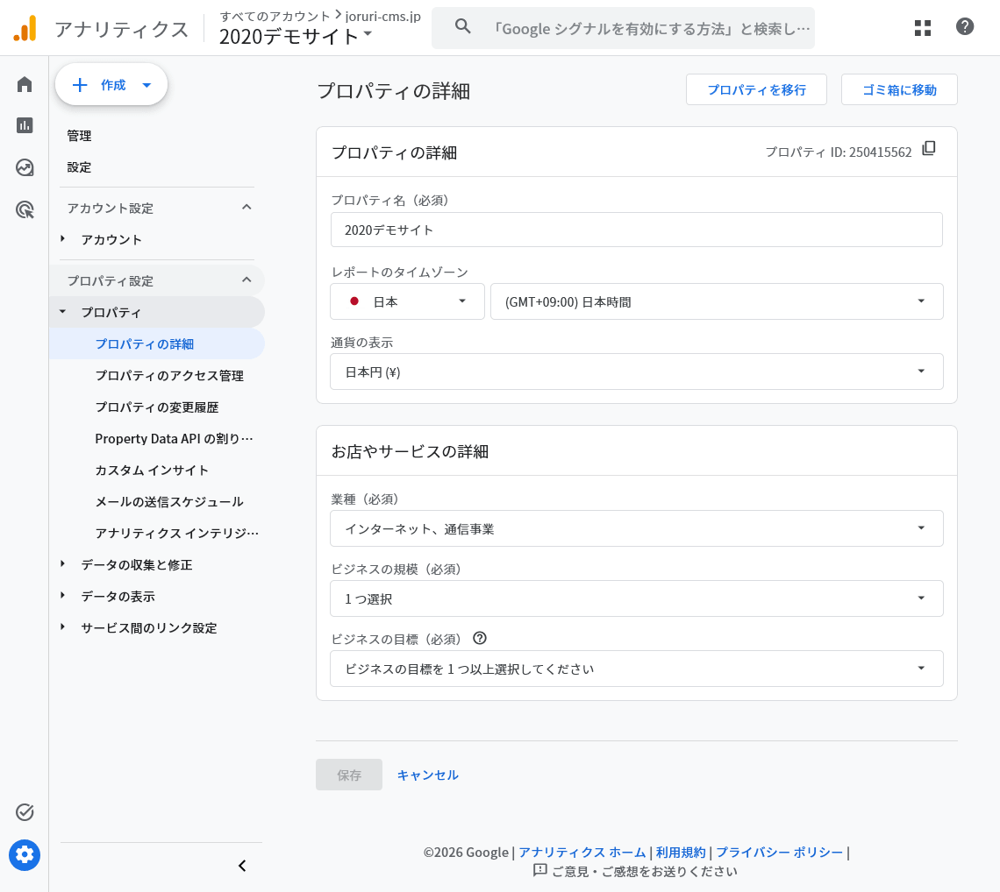 アナリティクス
すべてのアカウント > joruri-cms.jp
2020デモサイト
「Google シグナルを有効にする方法」と検索し…
作成
管理
設定
アカウント設定
アカウント
プロパティ設定
プロパティ
プロパティの詳細
プロパティのアクセス管理
プロパティの変更履歴
Property Data API の割り…
カスタム インサイト
メールの送信スケジュール
アナリティクス インテリジ…
データの収集と修正
データの表示
サービス間のリンク設定
プロパティの詳細
プロパティを移行
ゴミ箱に移動
プロパティの詳細
プロパティ ID: 250415562
プロパティ名（必須）
2020デモサイト
レポートのタイムゾーン
日本
(GMT+09:00) 日本時間
通貨の表示
日本円 (¥)
お店やサービスの詳細
業種（必須）
インターネット、通信事業
ビジネスの規模（必須）
1 つ選択
ビジネスの目標（必須）
ビジネスの目標を 1 つ以上選択してください
保存
キャンセル
©2026 Google | アナリティクス ホーム | 利用規約 | プライバシー ポリシー |
ご意見・ご感想をお送りください